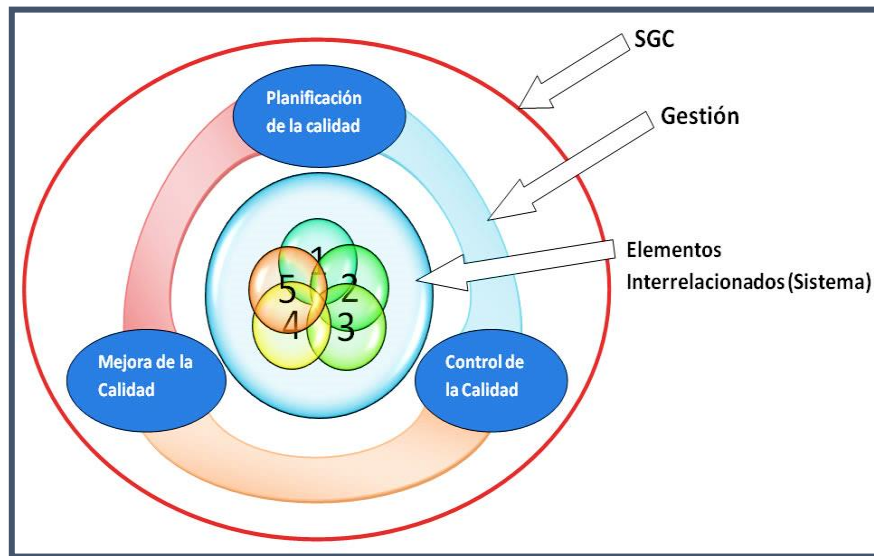 SGC
Planificación
de la calidad
Gestión
Elementos
Interrelacionados (Sistema)
1
5 2
4 3
Mejora de la
Calidad
Control de
la Calidad